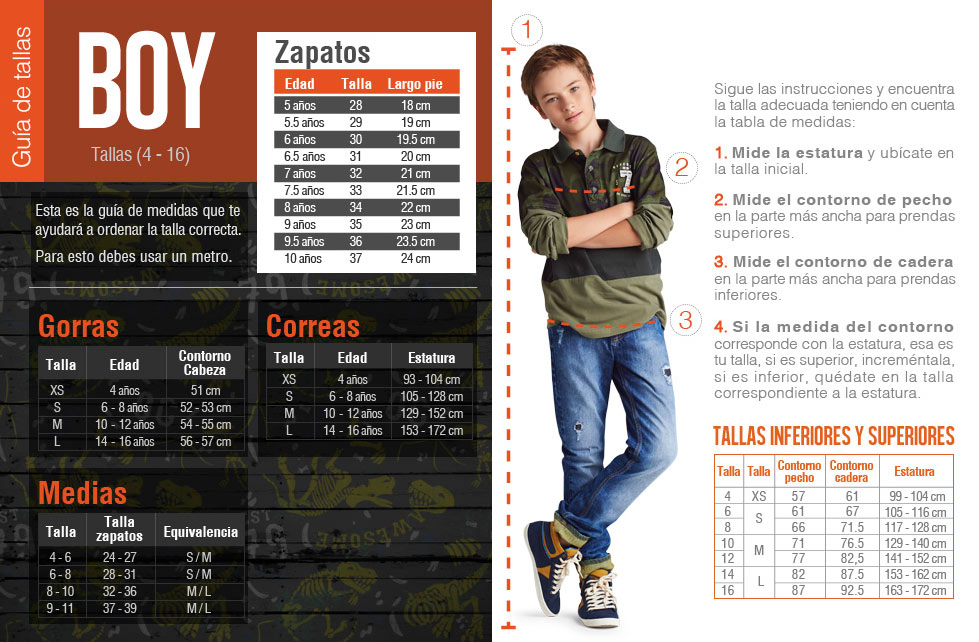 Guía de tallas
BOY
Tallas (4 - 16)
Esta es la guía de medidas que te
ayudará a ordenar la talla correcta.
Para esto debes usar un metro.
Zapatos
Edad Talla Largo pie
5 años 28 18 cm
5.5 años 29 19 cm
6 años 30 19.5 cm
6.5 años 31 20 cm
7 años 32 21 cm
7.5 años 33 21.5 cm
8 años 34 22 cm
9 años 35 23 cm
9.5 años 36 23.5 cm
10 años 37 24 cm
Gorras
Talla Edad Contorno Cabeza
XS 4 años 51 cm
S 6 - 8 años 52 - 53 cm
M 10 - 12 años 54 - 55 cm
L 14 - 16 años 56 - 57 cm
Correas
Talla Edad Estatura
XS 4 años 93 - 104 cm
S 6 - 8 años 105 - 128 cm
M 10 - 12 años 129 - 152 cm
L 14 - 16 años 153 - 172 cm
Medias
Talla Talla zapatos Equivalencia
4 - 6 24 - 27 S / M
6 - 8 28 - 31 S / M
8 - 10 32 - 36 M / L
9 - 11 37 - 39 M / L
AWESOME
1
2
3
7
Sigue las instrucciones y encuentra
la talla adecuada teniendo en cuenta
la tabla de medidas:
1. Mide la estatura y ubícate en
la talla inicial.
2. Mide el contorno de pecho
en la parte más ancha para prendas
superiores.
3. Mide el contorno de cadera
en la parte más ancha para prendas
inferiores.
4. Si la medida del contorno
corresponde con la estatura, esa es
tu talla, si es superior, increméntala,
si es inferior, quédate en la talla
correspondiente a la estatura.
TALLAS INFERIORES Y SUPERIORES
Talla Talla Contorno pecho Contorno cadera Estatura
4 XS 57 61 99 - 104 cm
6 S 61 67 105 - 116 cm
8 66 71.5 117 - 128 cm
10 M 71 76.5 129 - 140 cm
12 77 82,5 141 - 152 cm
14 L 82 87.5 153 - 162 cm
16 87 92.5 163 - 172 cm